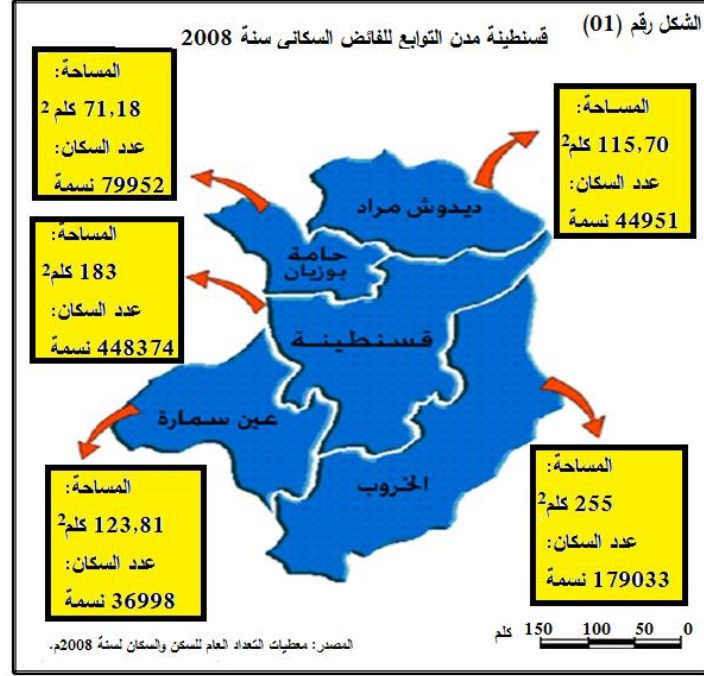 الشكل رقم (01) قسنطينة مدن التوابع للفائض السكاني سنة 2008
المساحة:
115,70 كلم2
عدد السكان:
44951 نسمة
المساحة:
71,18 كلم2
عدد السكان:
79952 نسمة
ديدوش مراد
حامة
بوزيان
المساحة:
183 كلم2
عدد السكان:
448374 نسمة
قسنطينة
عين سمارة
الخروب
المساحة:
255 كلم2
عدد السكان:
179033 نسمة
المساحة:
123,81 كلم2
عدد السكان:
36998 نسمة
0 50 100 150 كلم
المصدر: معطيات التعداد العام للسكن والسكان لسنة 2008م.